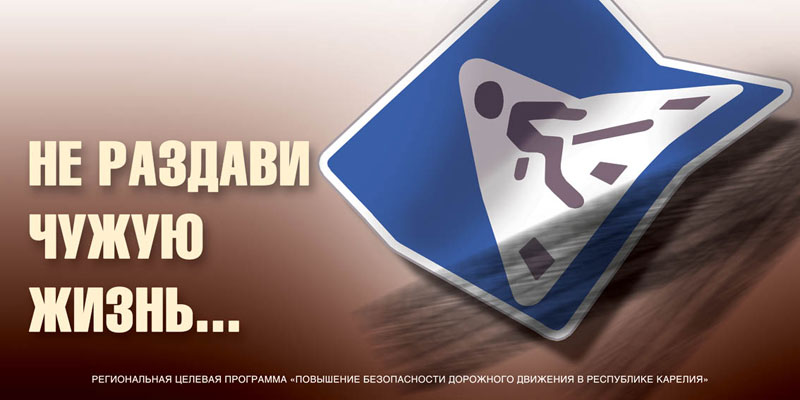 НЕ РАЗДАВИ
ЧУЖУЮ
ЖИЗНЬ...
РЕГИОНАЛЬНАЯ ЦЕЛЕВАЯ ПРОГРАММА «ПОВЫШЕНИЕ БЕЗОПАСНОСТИ ДОРОЖНОГО ДВИЖЕНИЯ В РЕСПУБЛИКЕ КАРЕЛИЯ»